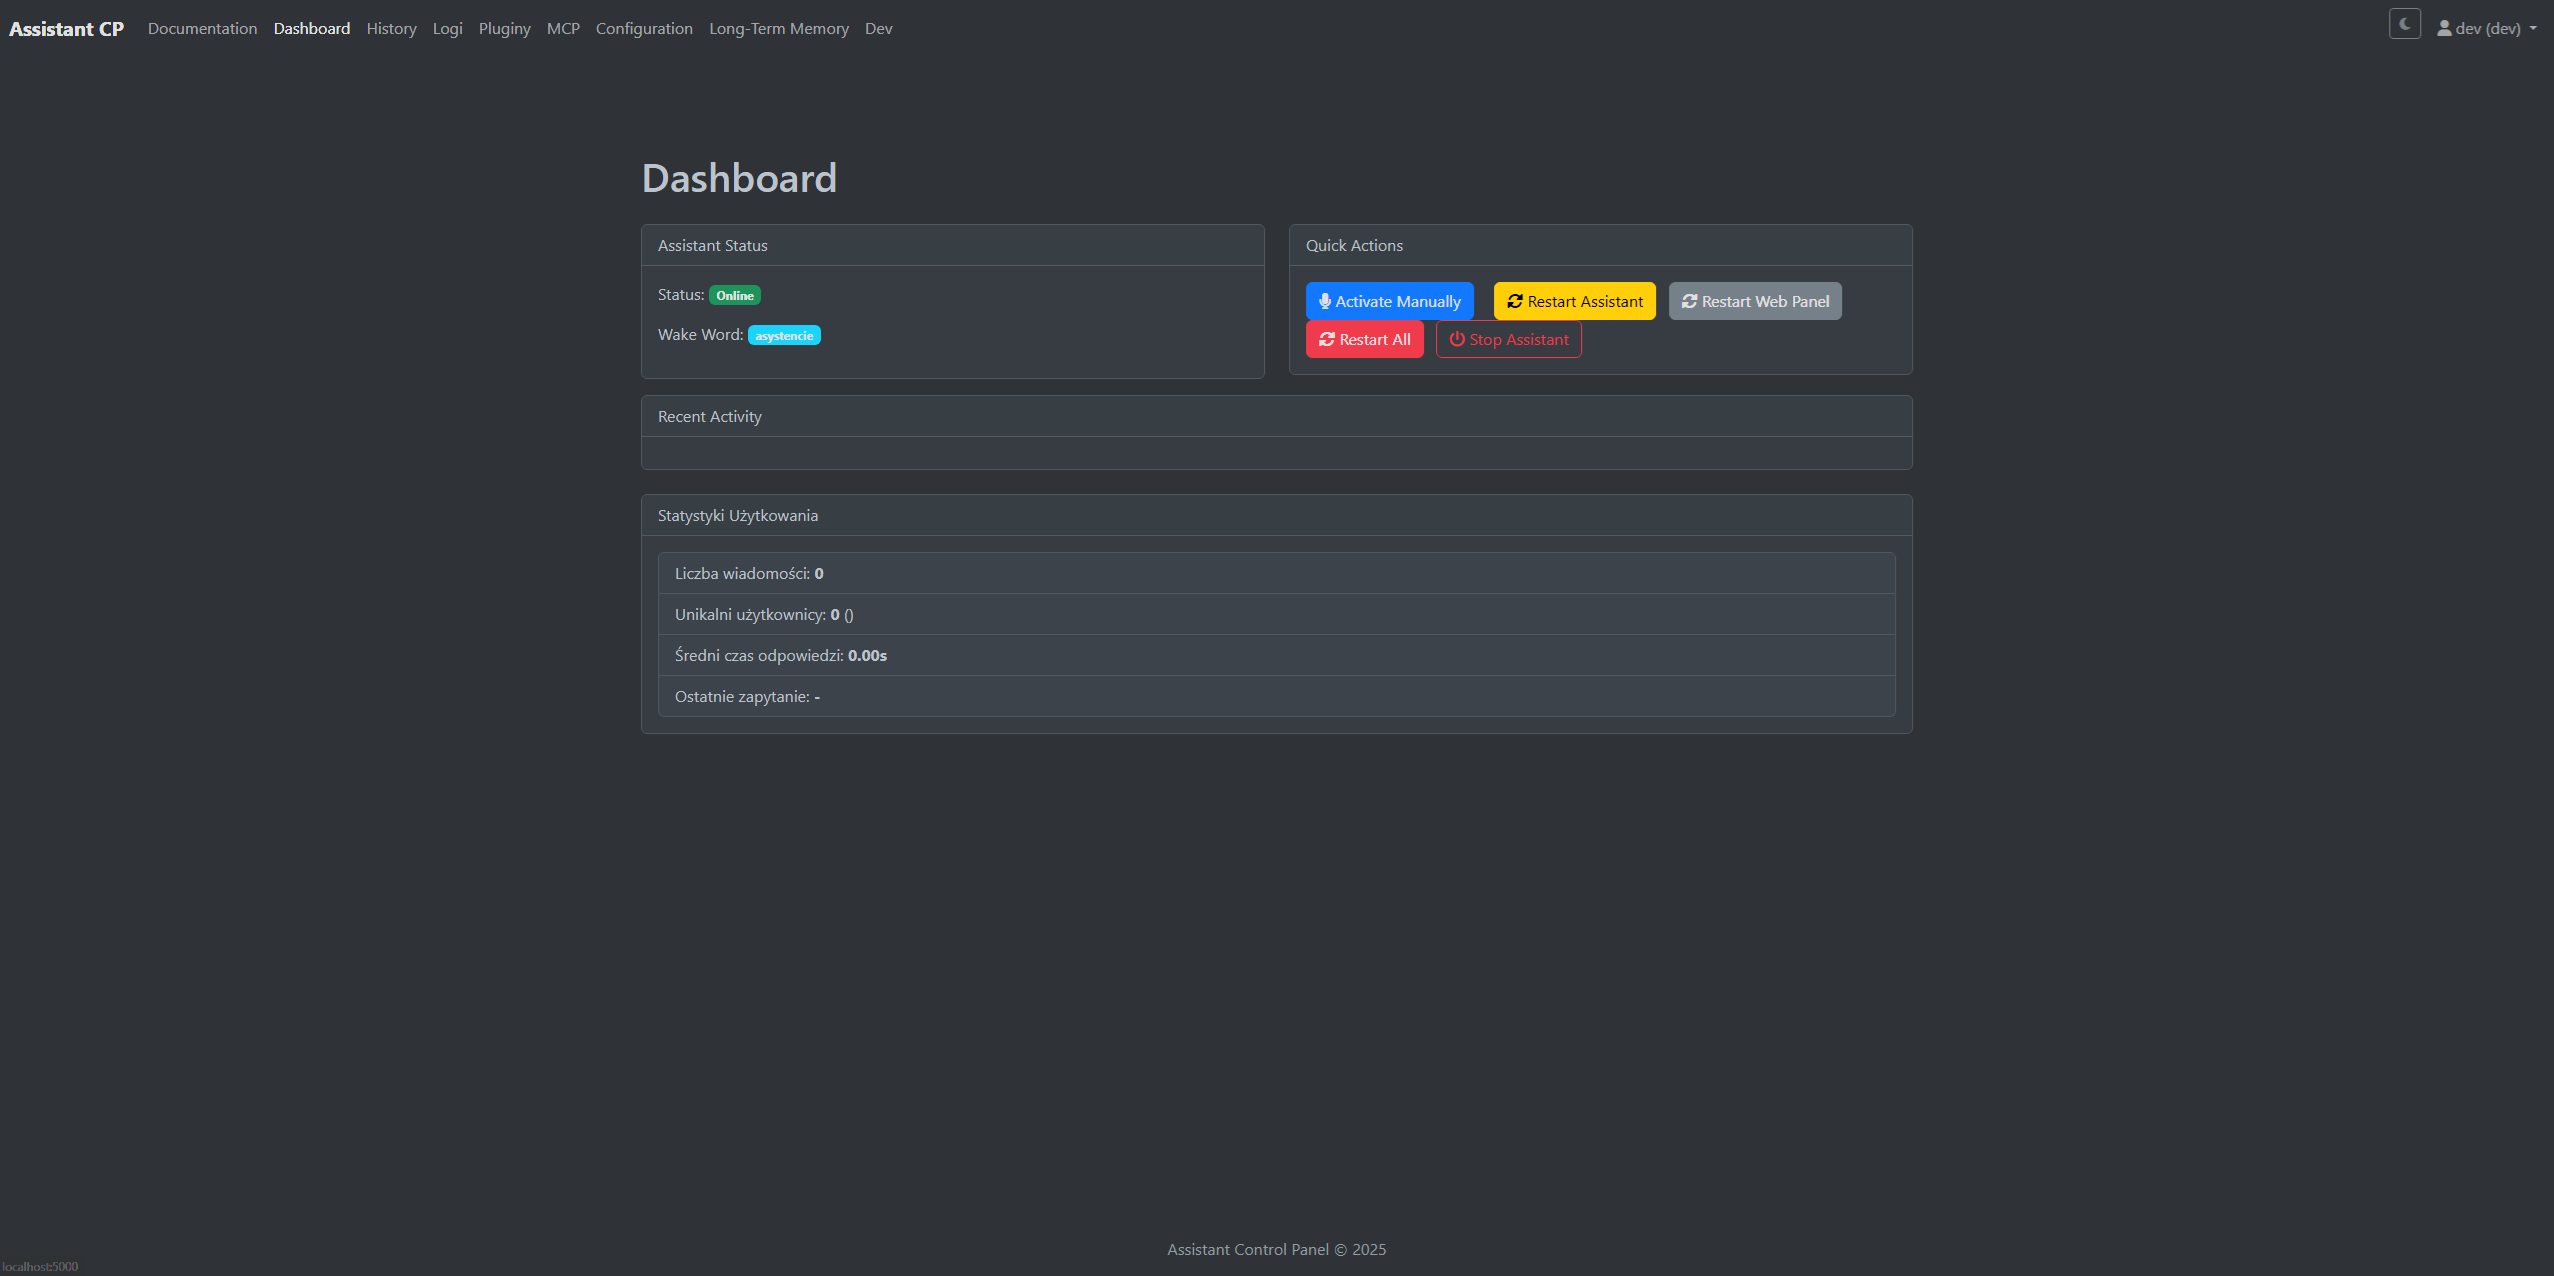 Assistant CP Documentation Dashboard History Logi Pluginy MCP Configuration Long-Term Memory Dev dev (dev)
Dashboard
Assistant Status
Status: Online
Wake Word: asystencie
Quick Actions
Activate Manually Restart Assistant Restart Web Panel
Restart All Stop Assistant
Recent Activity
Statystyki Użytkowania
Liczba wiadomości: 0
Unikalni użytkownicy: 0 ()
Średni czas odpowiedzi: 0.00s
Ostatnie zapytanie: -
Assistant Control Panel © 2025
localhost:5000